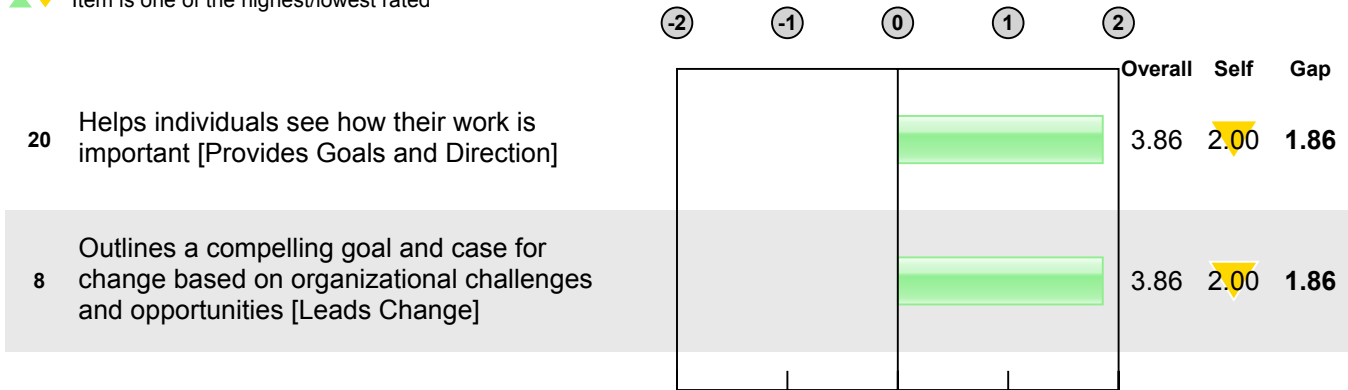 Item is one of the highest/lowest rated
-2 -1 0 1 2
Overall Self Gap
20 Helps individuals see how their work is
important [Provides Goals and Direction]
3.86 2.00 1.86
8 Outlines a compelling goal and case for
change based on organizational challenges
and opportunities [Leads Change]
3.86 2.00 1.86